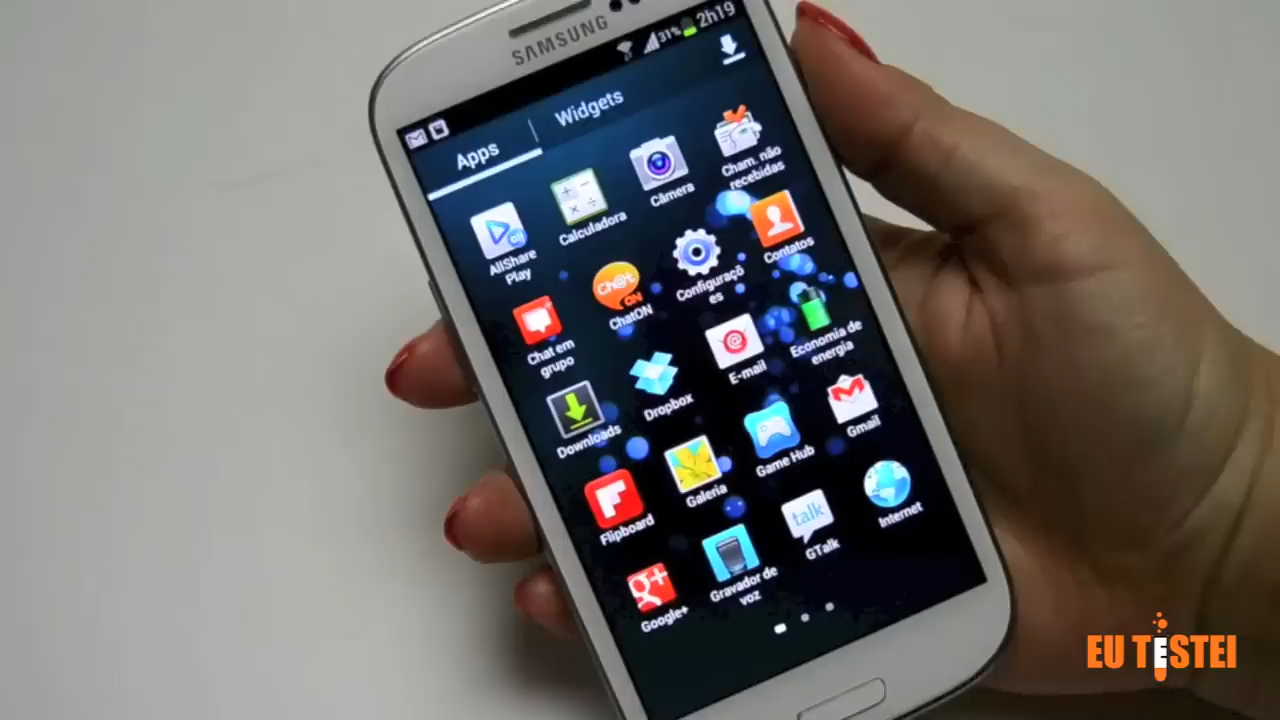 SAMSUNG
31% 2h19
Apps
Widgets
AllShare
Play
Calculadora
Câmera
Cham. não
recebidas
Chat em
grupo
Ch@t
ON
ChatON
Configuraçõ
es
Contatos
Downloads
Dropbox
@
E-mail
Economia de
energia
Flipboard
Galeria
Game Hub
Gmail
g+
Google+
Gravador de
voz
talk
GTalk
Internet
EU TESTEI